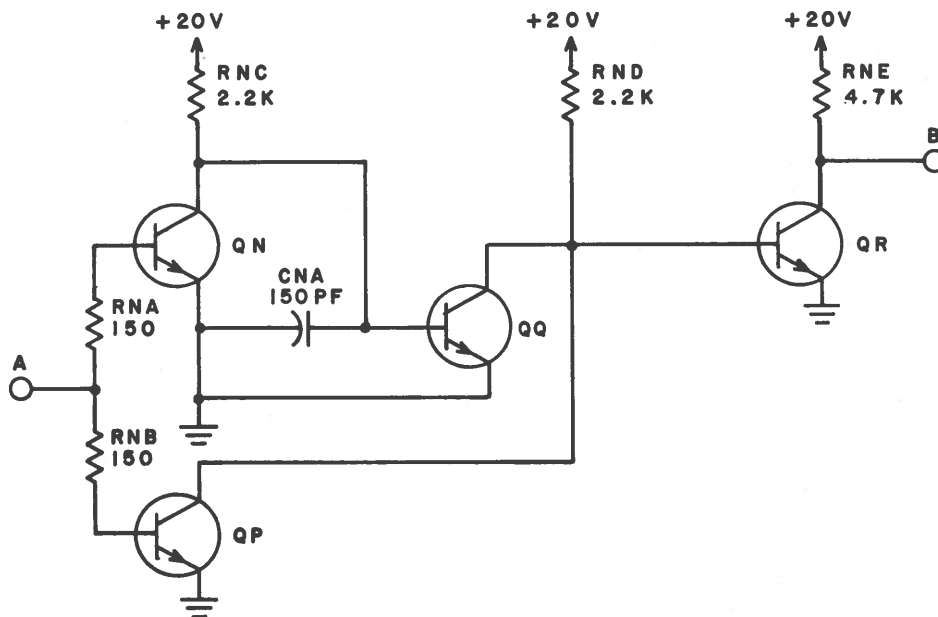 +20V
+20V
+20V
RNC
2.2K
RND
2.2K
RNE
4.7K
B
QN
QR
CNA
150PF
RNA
150
QQ
A
RNB
150
QP